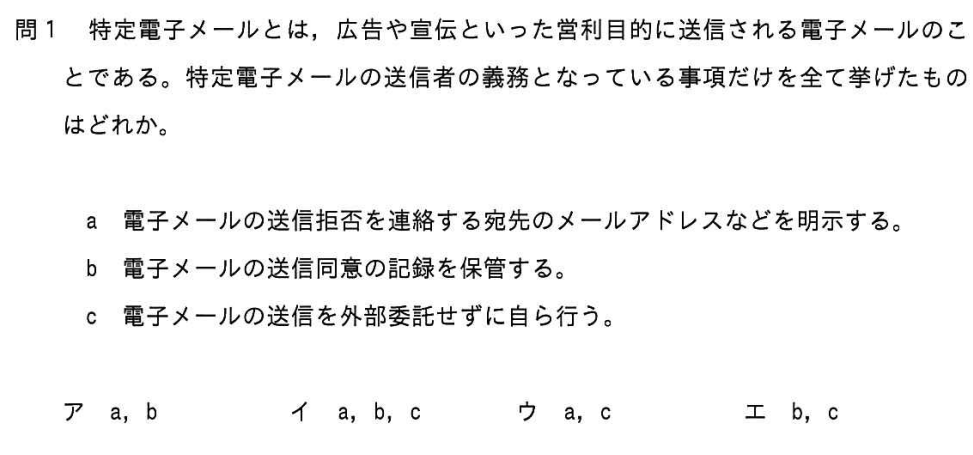 問1 特定電子メールとは，広告や宣伝といった営利目的に送信される電子メールのこ
とである。特定電子メールの送信者の義務となっている事項だけを全て挙げたもの
はどれか。
a 電子メールの送信拒否を連絡する宛先のメールアドレスなどを明示する。
b 電子メールの送信同意の記録を保管する。
c 電子メールの送信を外部委託せずに自ら行う。
ア a，b イ a，b，c ウ a，c エ b，c